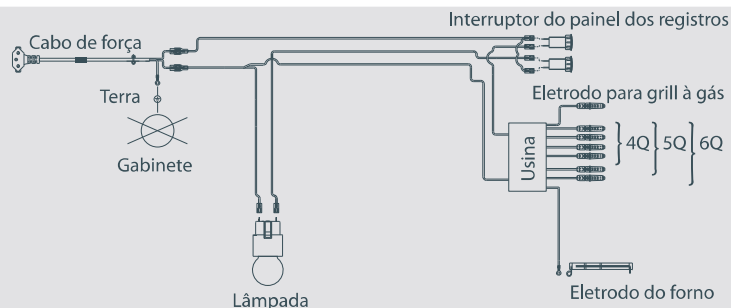 Interruptor do painel dos registros
Cabo de força
Terra
Gabinete
Eletrodo para grill à gás
Usina
4Q
5Q
6Q
Eletrodo do forno
Lâmpada